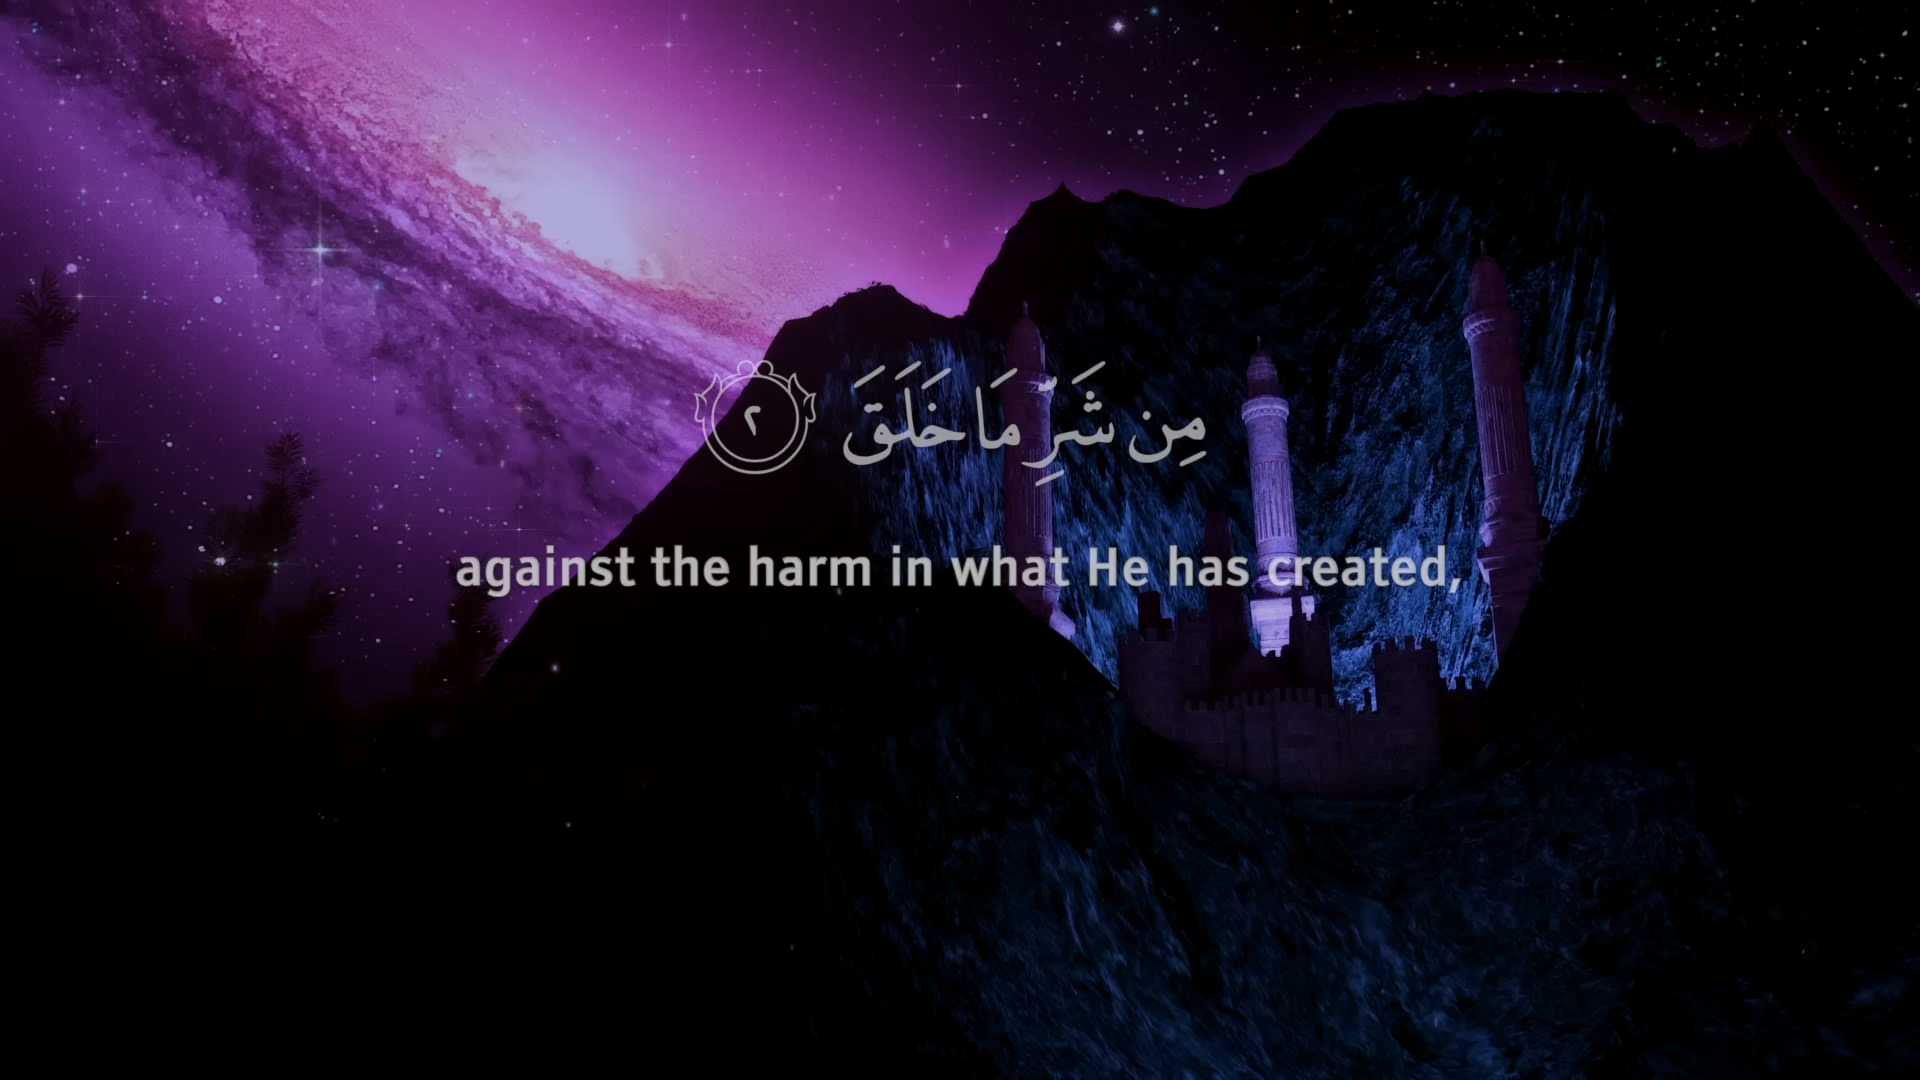 مِن شَرِّ مَا خَلَقَ ٢
against the harm in what He has created,